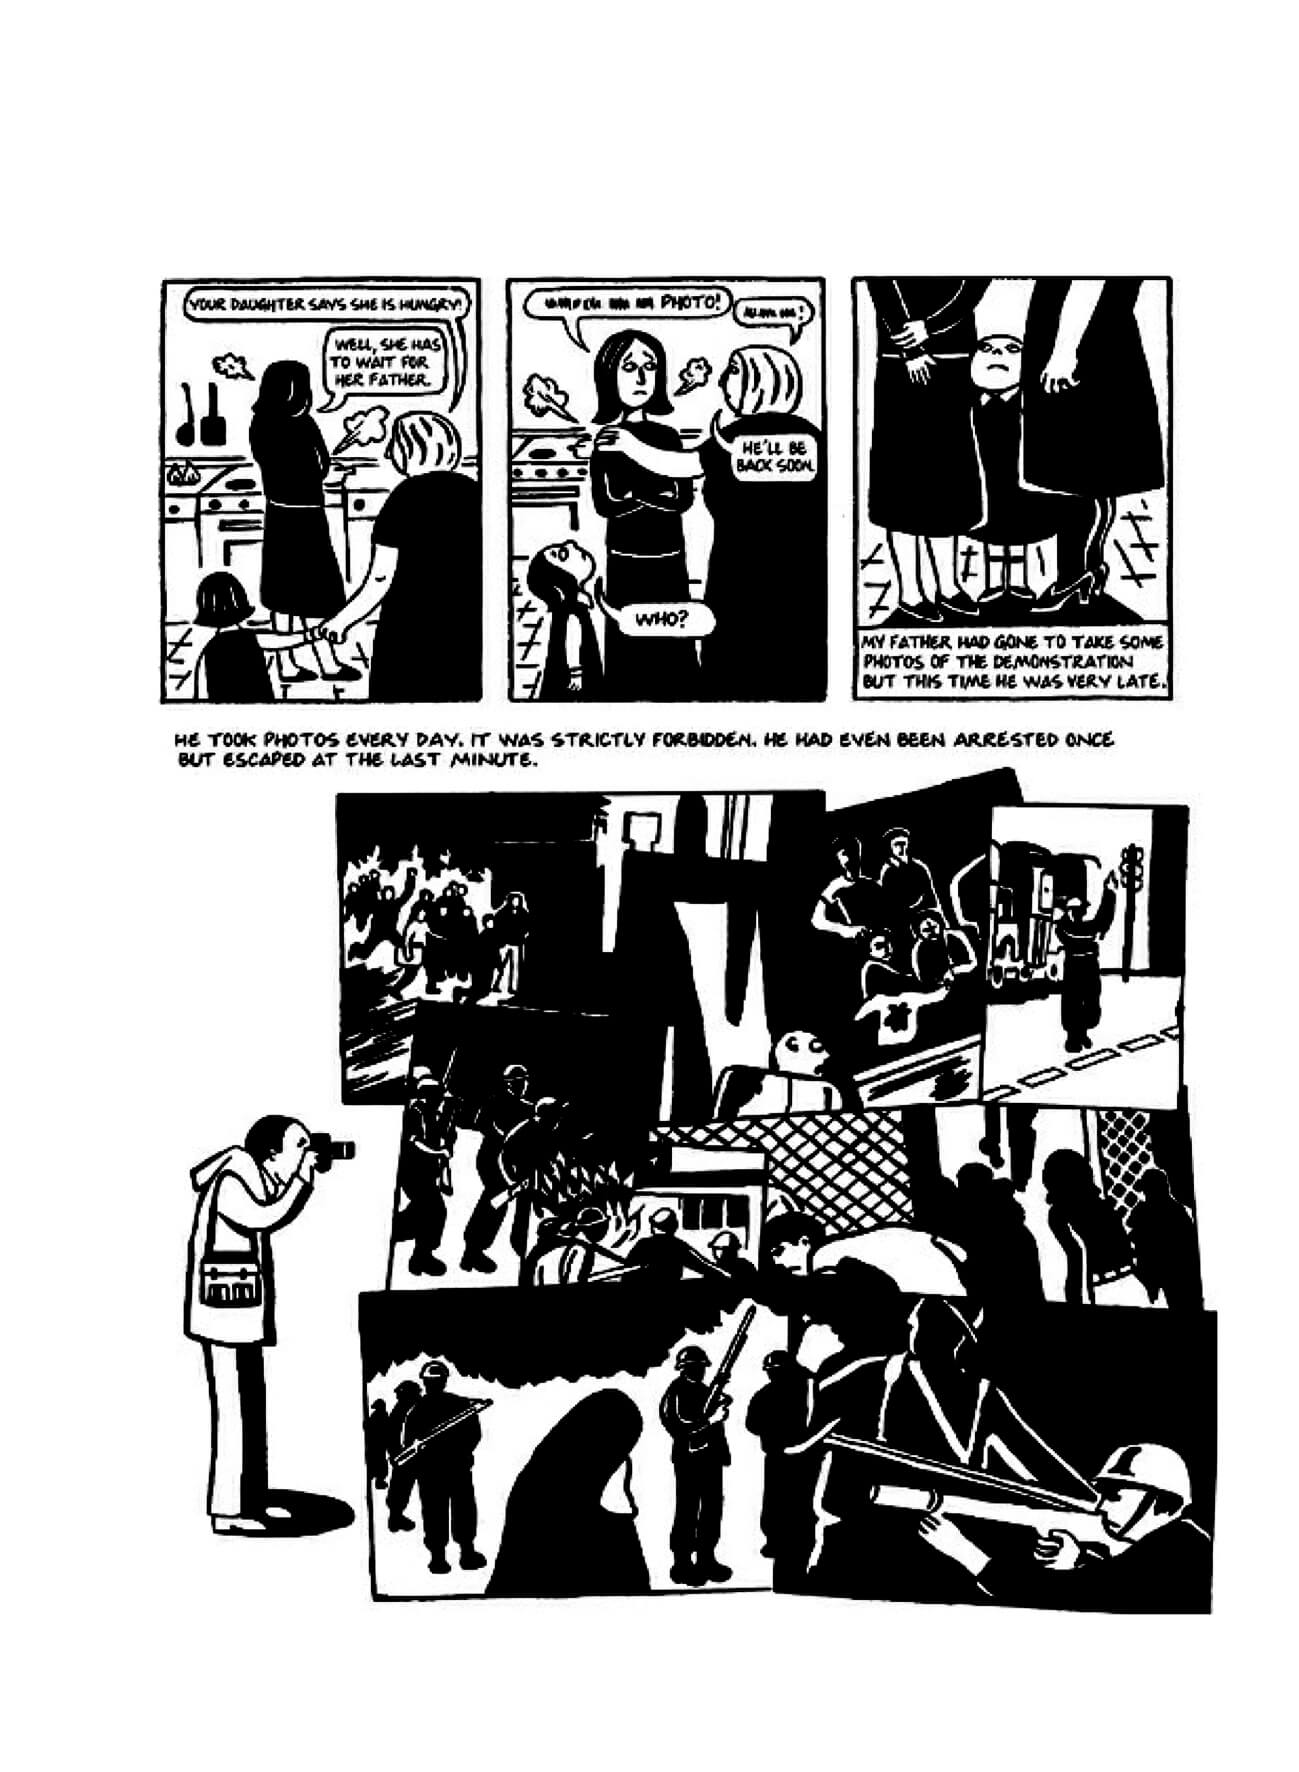 YOUR DAUGHTER SAYS SHE IS HUNGRY!
WELL, SHE HAS
TO WAIT FOR
HER FATHER.
PHOTO!
HE'LL BE
BACK SOON.
WHO?
MY FATHER HAD GONE TO TAKE SOME
PHOTOS OF THE DEMONSTRATION
BUT THIS TIME HE WAS VERY LATE.
HE TOOK PHOTOS EVERY DAY. IT WAS STRICTLY FORBIDDEN. HE HAD EVEN BEEN ARRESTED ONCE
BUT ESCAPED AT THE LAST MINUTE.